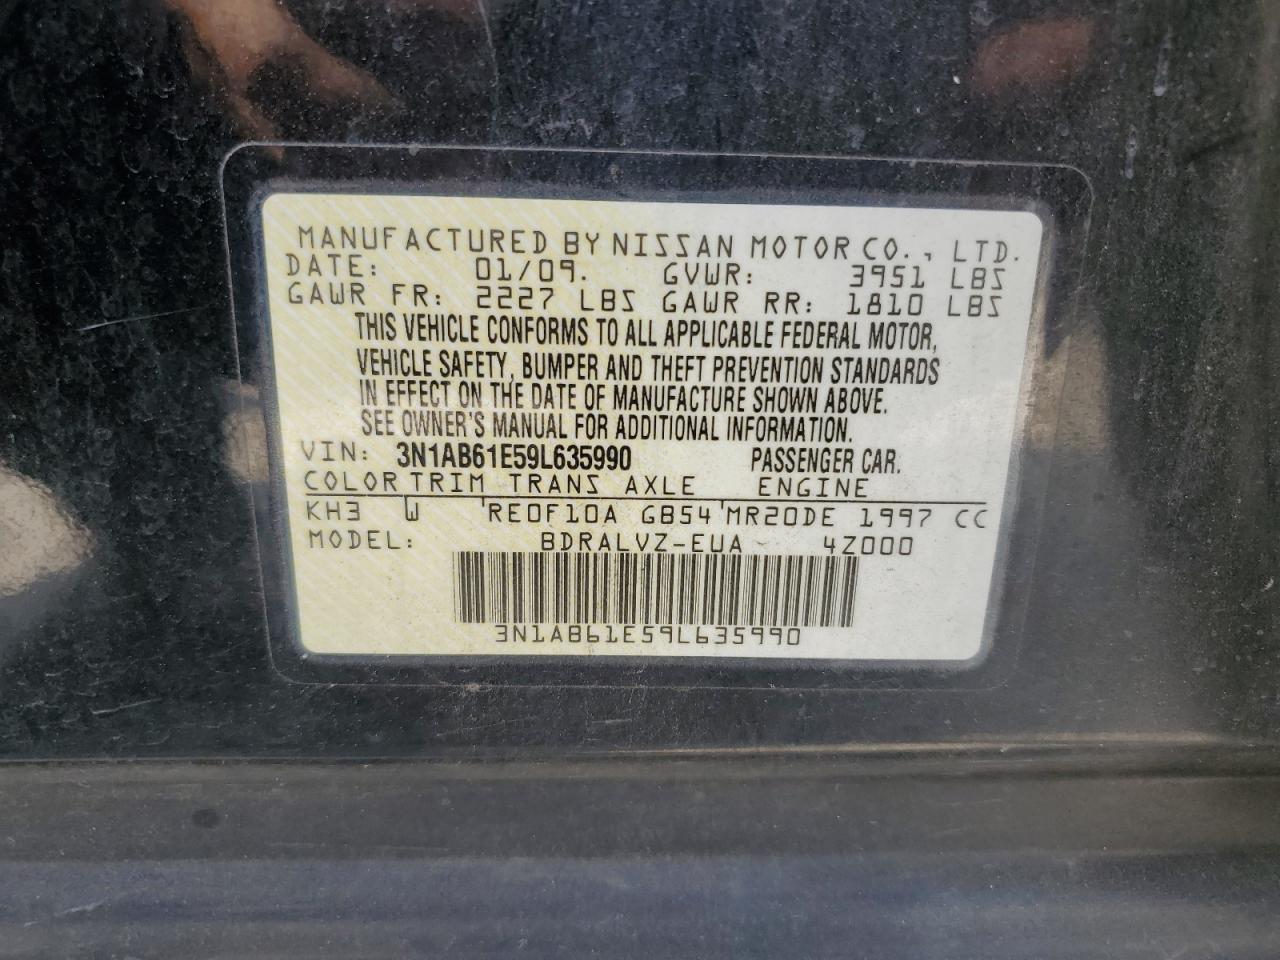 MANUFACTURED BY NISSAN MOTOR CO., LTD.
DATE: 01/09. GVWR: 3951 LBS
GAWR FR: 2227 LBS GAWR RR: 1810 LBS
THIS VEHICLE CONFORMS TO ALL APPLICABLE FEDERAL MOTOR,
VEHICLE SAFETY, BUMPER AND THEFT PREVENTION STANDARDS
IN EFFECT ON THE DATE OF MANUFACTURE SHOWN ABOVE.
SEE OWNER'S MANUAL FOR ADDITIONAL INFORMATION.
VIN: 3N1AB61E59L635990 PASSENGER CAR.
COLOR TRIM TRANS AXLE ENGINE
KH3 W RE0F10A GB54 MR20DE 1997 CC
MODEL: BDRALVZ-EUA 4Z000
3N1AB61E59L635990